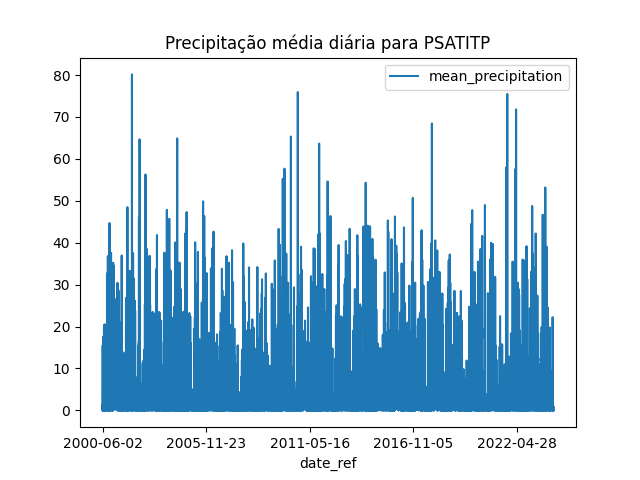 Precipitação média diária para PSATITP
mean_precipitation
80
70
60
50
40
30
20
10
0
2000-06-02 2005-11-23 2011-05-16 2016-11-05 2022-04-28
date_ref